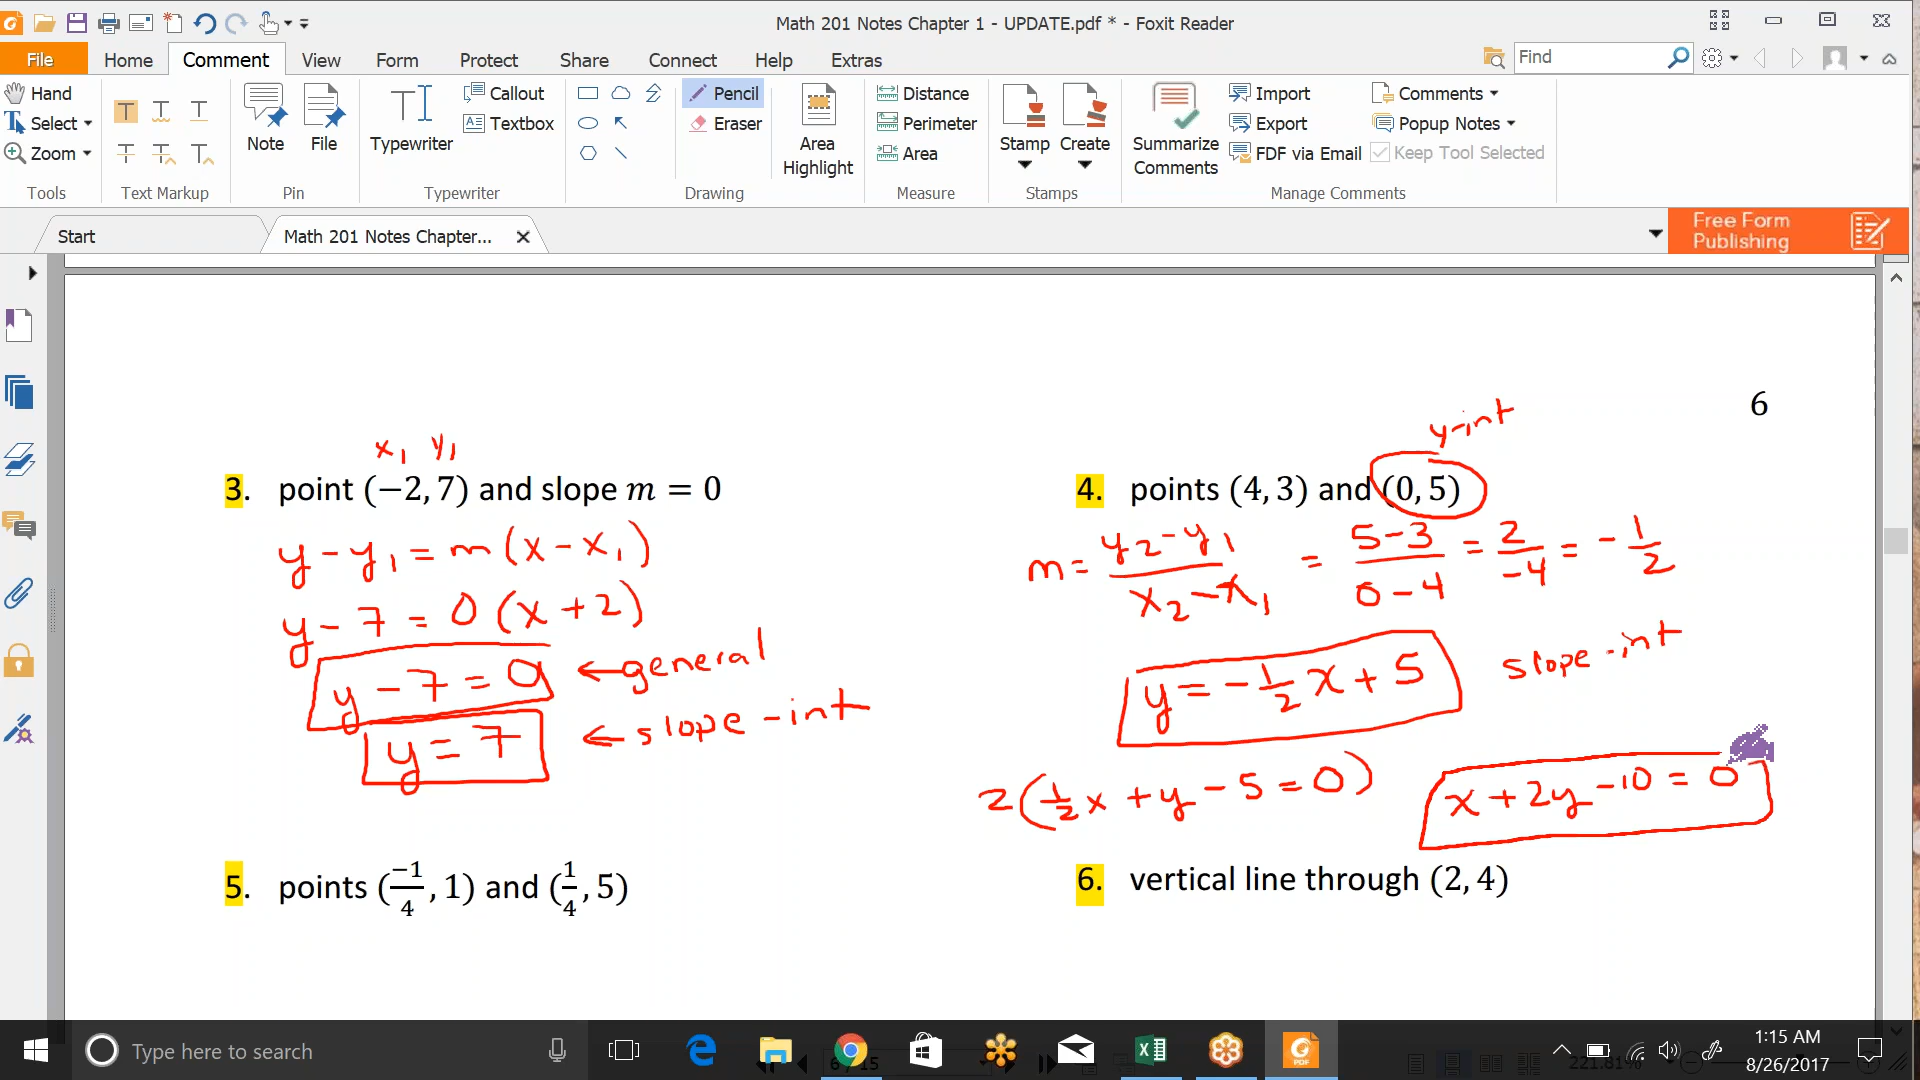 Math 201 Notes Chapter 1 - UPDATE.pdf * - Foxit Reader
File Home Comment View Form Protect Share Connect Help Extras
Find
Hand
Select
Zoom
Tools
Text Markup
Note
File
Pin
Typewriter
Callout
Textbox
Typewriter
Pencil
Eraser
Area Highlight
Drawing
Distance
Perimeter
Area
Measure
Stamp
Create
Stamps
Summarize Comments
Import
Export
FDF via Email
Comments
Popup Notes
Keep Tool Selected
Manage Comments
Start
Math 201 Notes Chapter...
Free Form Publishing
6
x₁ y₁
3. point (−2, 7) and slope m = 0
y - y₁ = m(x - x₁)
y - 7 = 0(x + 2)
y - 7 = 0 ← general
y = 7 ← slope-int
y-int
4. points (4, 3) and (0, 5)
m = (y₂ - y₁)/(x₂ - x₁) = (5 - 3)/(0 - 4) = 2/-4 = -1/2
y = -1/2 x + 5 slope-int
2(1/2 x + y - 5 = 0) x + 2y - 10 = 0
5. points (-1/4, 1) and (1/4, 5)
6. vertical line through (2, 4)
Type here to search
6 / 15
221.81%
1:15 AM
8/26/2017